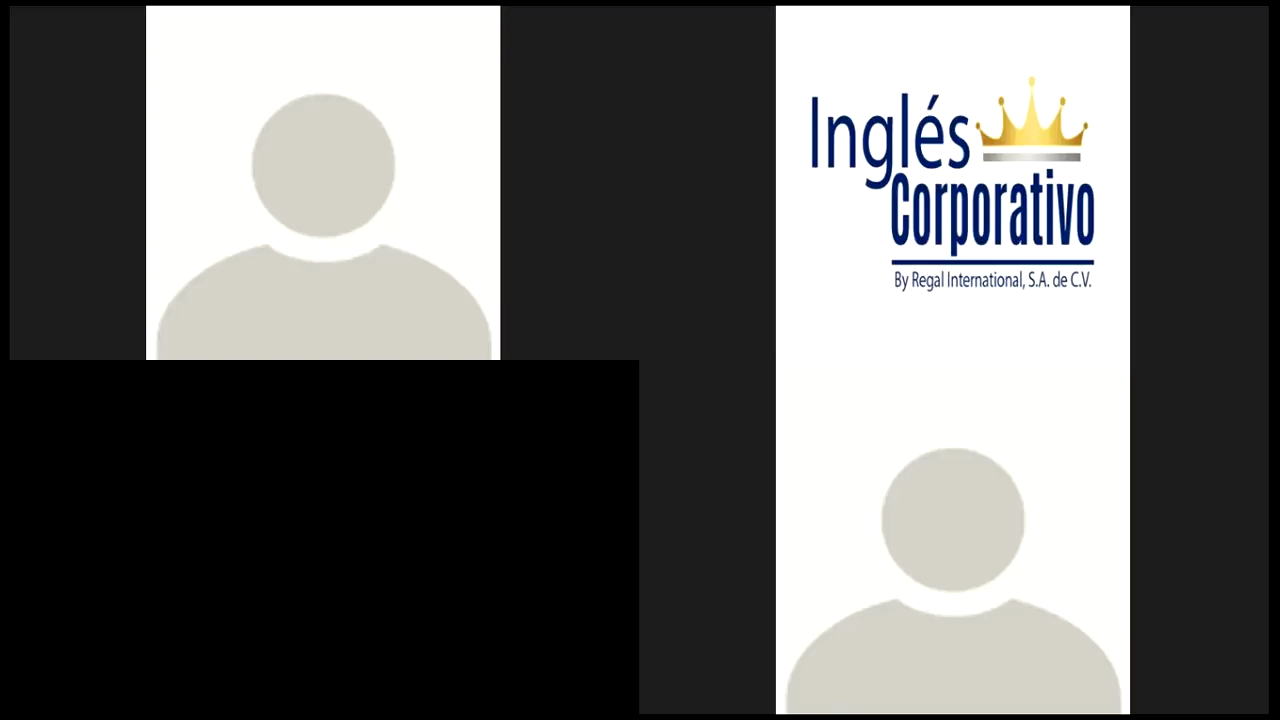 Inglés
Corporativo
By Regal International, S.A. de C.V.